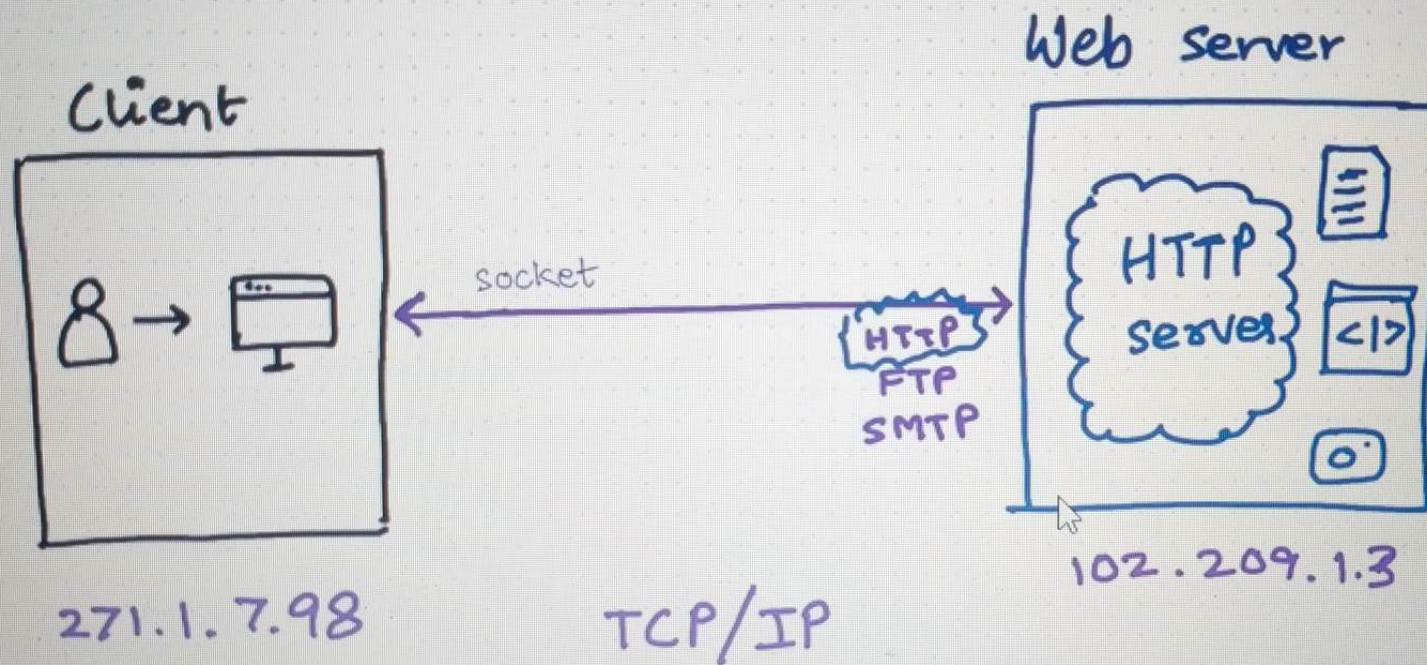 Client
Web server
socket
HTTP
FTP
SMTP
HTTP
server
<|>
271.1.7.98
TCP/IP
102.209.1.3